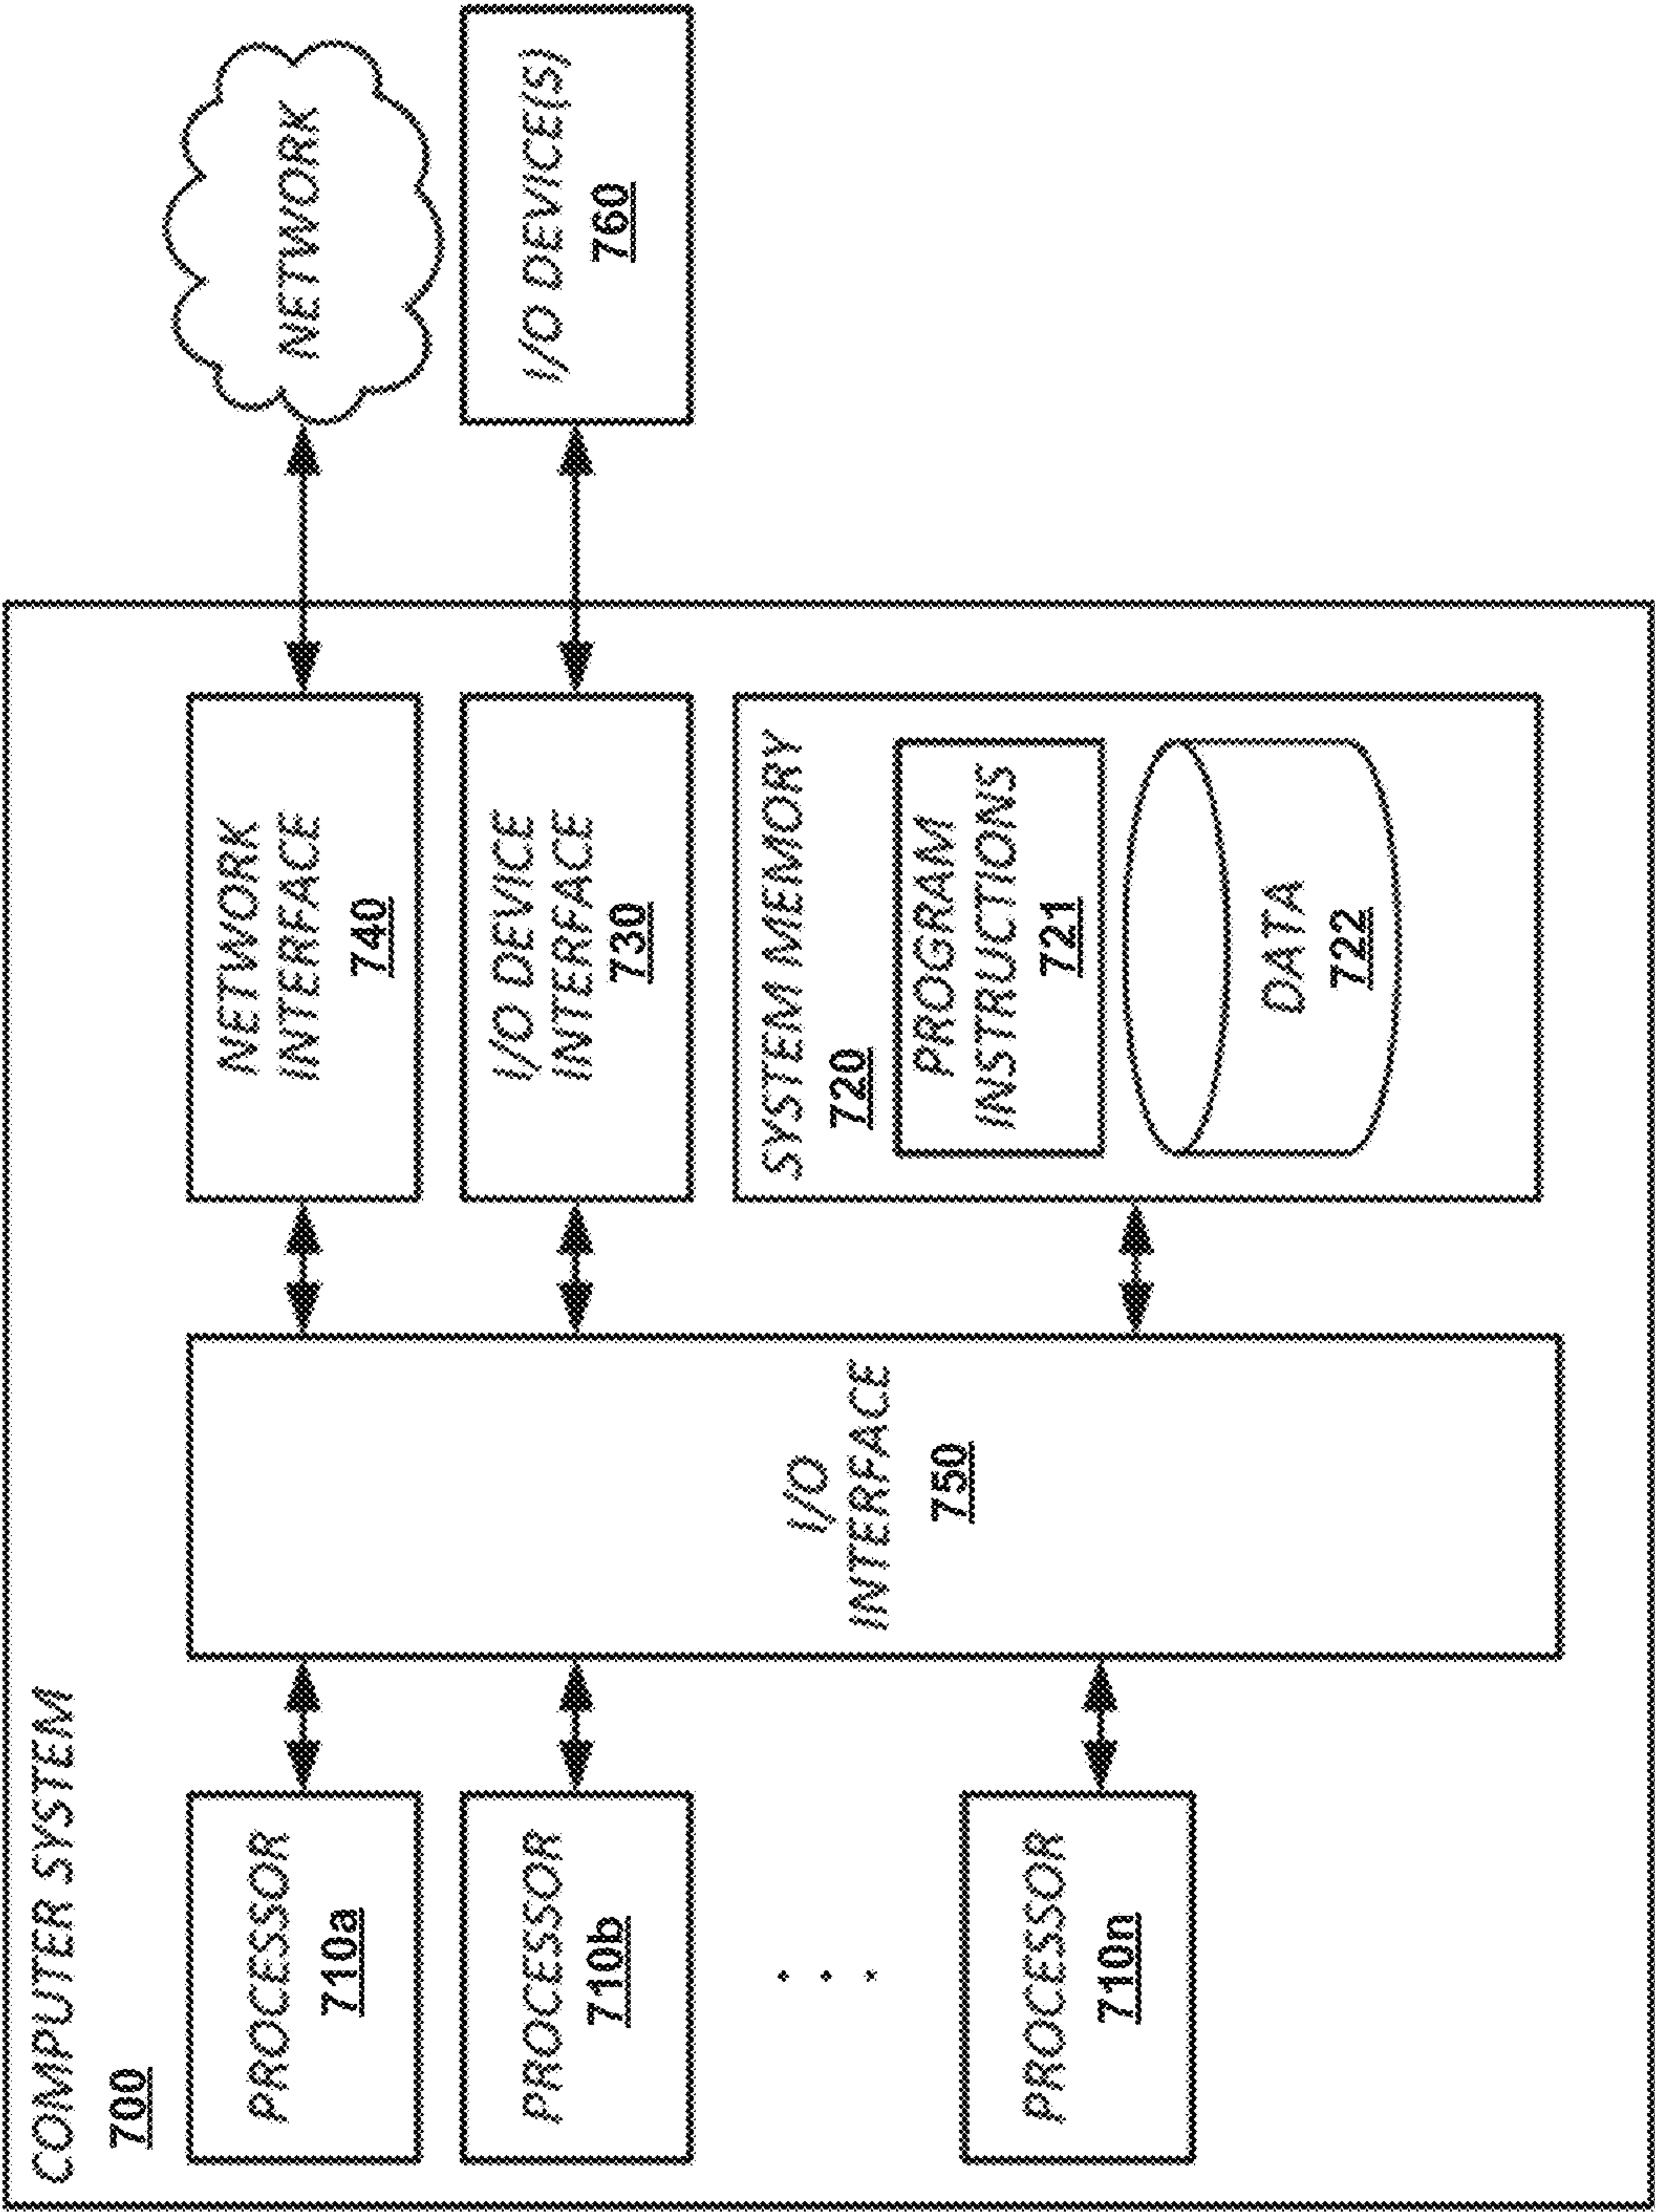 COMPUTER SYSTEM
700
PROCESSOR
710a
PROCESSOR
710b
. . .
PROCESSOR
710n
I/O
INTERFACE
750
NETWORK
INTERFACE
740
I/O DEVICE
INTERFACE
730
SYSTEM MEMORY
720
PROGRAM
INSTRUCTIONS
721
DATA
722
NETWORK
I/O DEVICE(S)
760